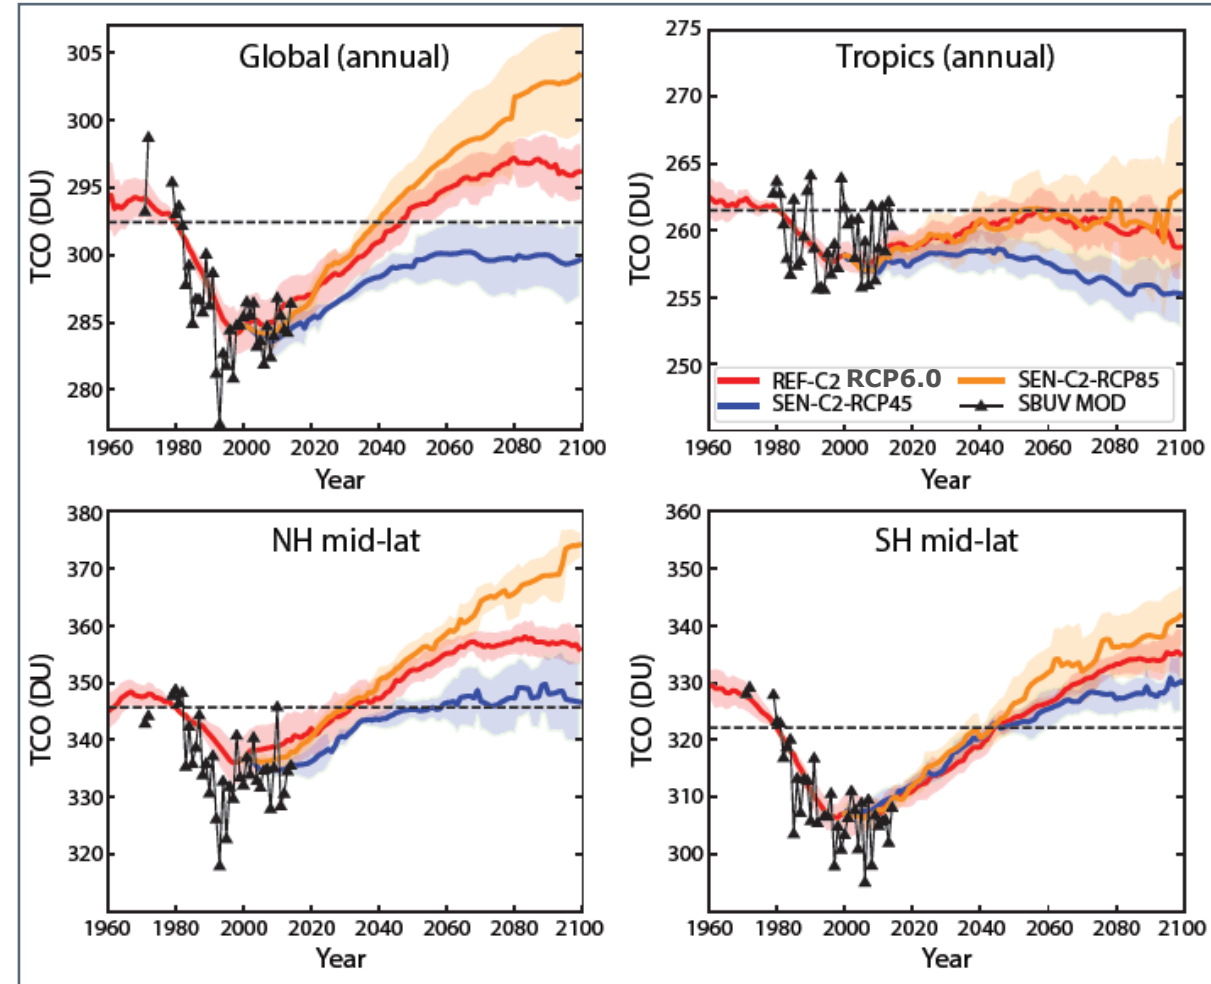 Global (annual)
TCO (DU)
305
300
295
300
285
280
1960 1980 2000 2020 2040 2060 2080 2100
Year
Tropics (annual)
TCO (DU)
275
270
265
260
255
250
REF-C2 RCP6.0
SEN-C2-RCP85
SEN-C2-RCP45
SBUV MOD
1960 1980 2000 2020 2040 2060 2080 2100
Year
NH mid-lat
TCO (DU)
380
370
360
350
340
330
320
1960 1980 2000 2020 2040 2060 2080 2100
Year
SH mid-lat
TCO (DU)
360
350
340
330
320
310
300
1960 1980 2000 2020 2040 2060 2080 2100
Year